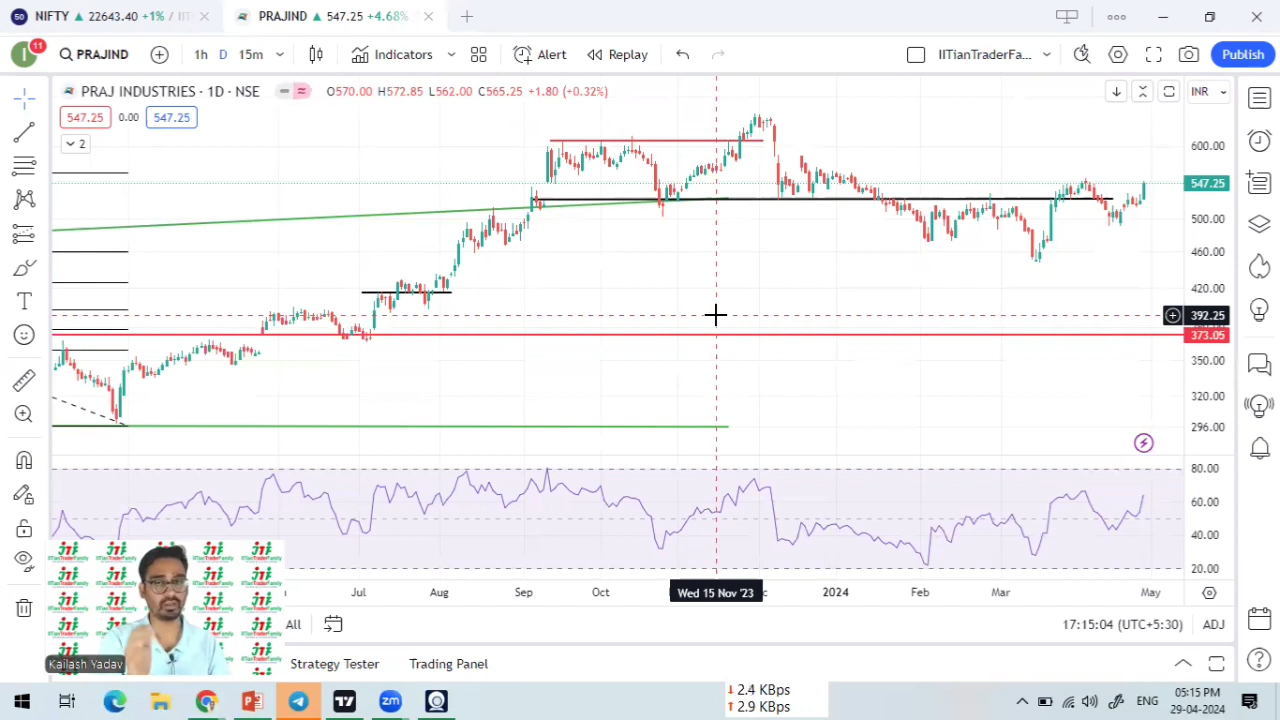 50 NIFTY ▲ 22643.40 +1% / IIT
PRAJIND ▲ 547.25 +4.68%
11 PRAJIND 1h D 15m Indicators Alert Replay IITianTraderFa... Publish
PRAJ INDUSTRIES · 1D · NSE O570.00 H572.85 L562.00 C565.25 +1.80 (+0.32%) INR
547.25 0.00 547.25
2
600.00
547.25
500.00
460.00
420.00
392.25
373.05
350.00
320.00
296.00
80.00
60.00
40.00
20.00
Jul Aug Sep Oct Wed 15 Nov '23 2024 Feb Mar May
All 17:15:04 (UTC+5:30) ADJ
IITianTraderFamily
Kailash Yadav
Strategy Tester Trading Panel
2.4 KBps
2.9 KBps
ENG
05:15 PM
29-04-2024